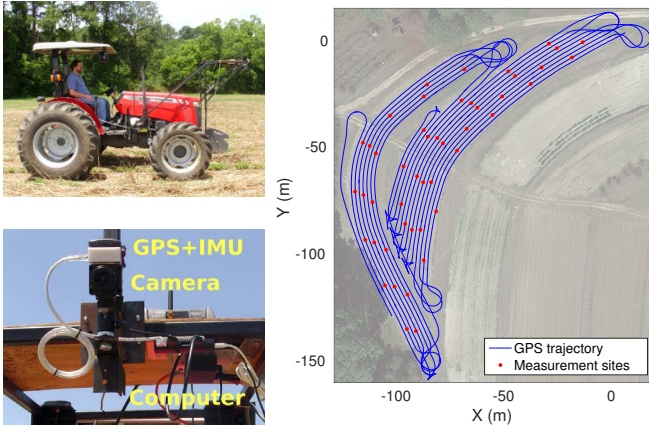 GPS+IMU
Camera
Computer
0
-50
-100
-150
Y (m)
-100
-50
0
X (m)
GPS trajectory
Measurement sites